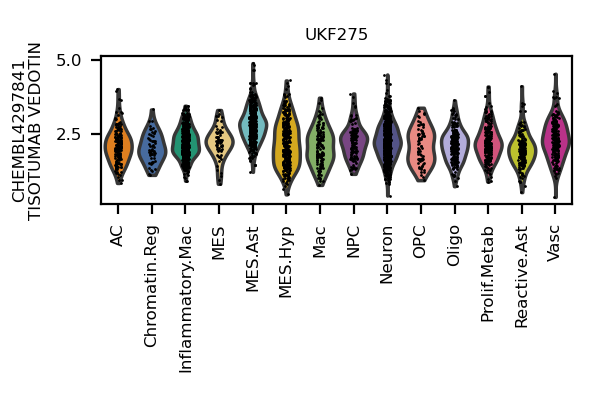 UKF275
CHEMBL4297841
TISOTUMAB VEDOTIN
5.0
2.5
AC
Chromatin.Reg
Inflammatory.Mac
MES
MES.Ast
MES.Hyp
Mac
NPC
Neuron
OPC
Oligo
Prolif.Metab
Reactive.Ast
Vasc